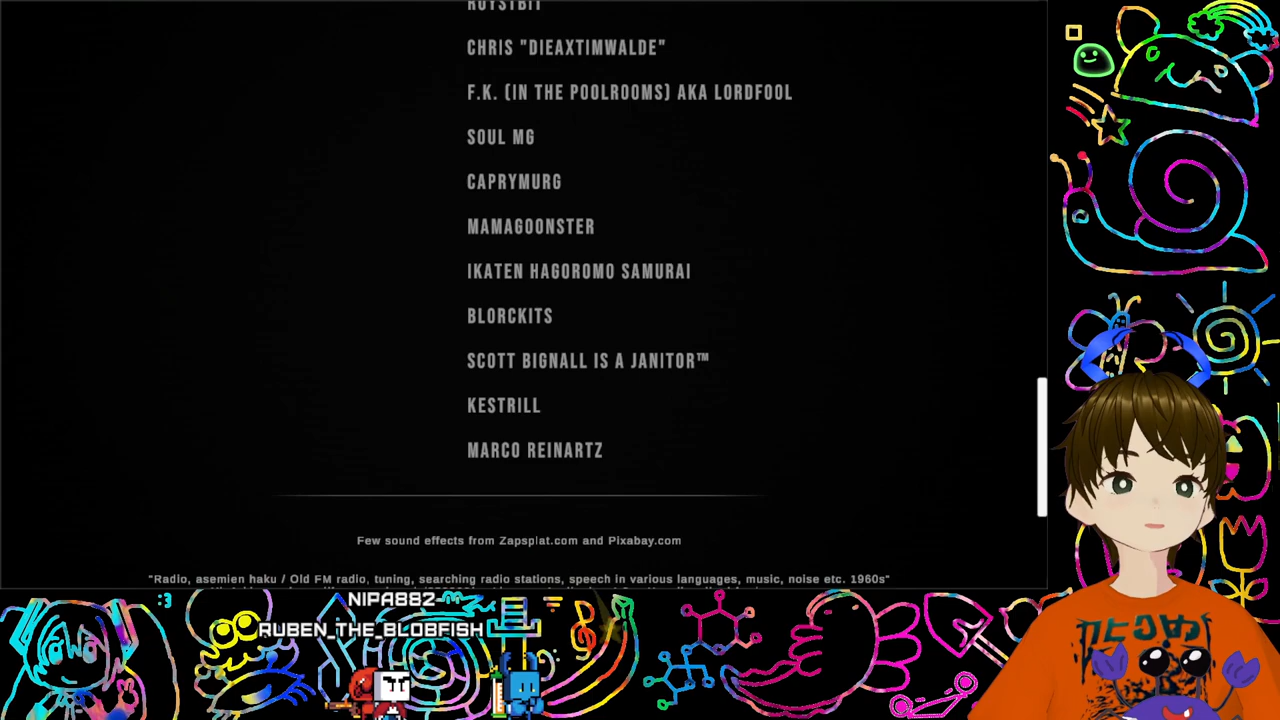 ROYSTBIT
CHRIS "DIEAXTIMWALDE"
F.K. (IN THE POOLROOMS) AKA LORDFOOL
SOUL MG
CAPRYMURG
MAMAGOONSTER
IKATEN HAGOROMO SAMURAI
BLORCKITS
SCOTT BIGNALL IS A JANITOR™
KESTRILL
MARCO REINARTZ
Few sound effects from Zapsplat.com and Pixabay.com
"Radio, asemien haku / Old FM radio, tuning, searching radio stations, speech in various languages, music, noise etc. 1960s"
:3
NIPA882
RUBEN_THE_BLOBFISH